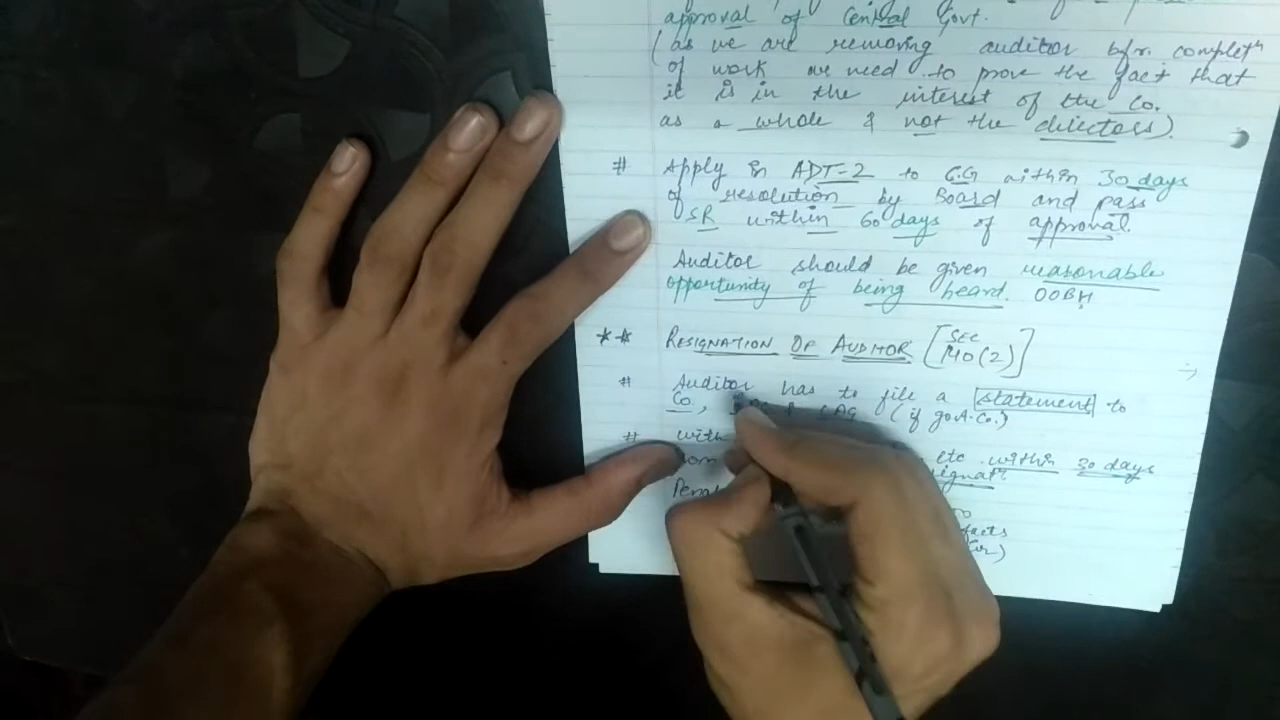 approval of Central Govt.
(as we are removing auditor bfr. complet^n
of work we need to prove the fact that
it is in the interest of the Co.
as a whole & not the directors).
# Apply in ADT-2 to C.G within 30 days
of resolution by Board and pass
SR within 60 days of approval.
Auditor should be given reasonable
opportunity of being heard. OOBH
** RESIGNATION OF AUDITOR [SEC 140(2)]
# Auditor has to file a statement to
Co., & CAG (if govt. Co.)
# with
etc within 30 days
facts